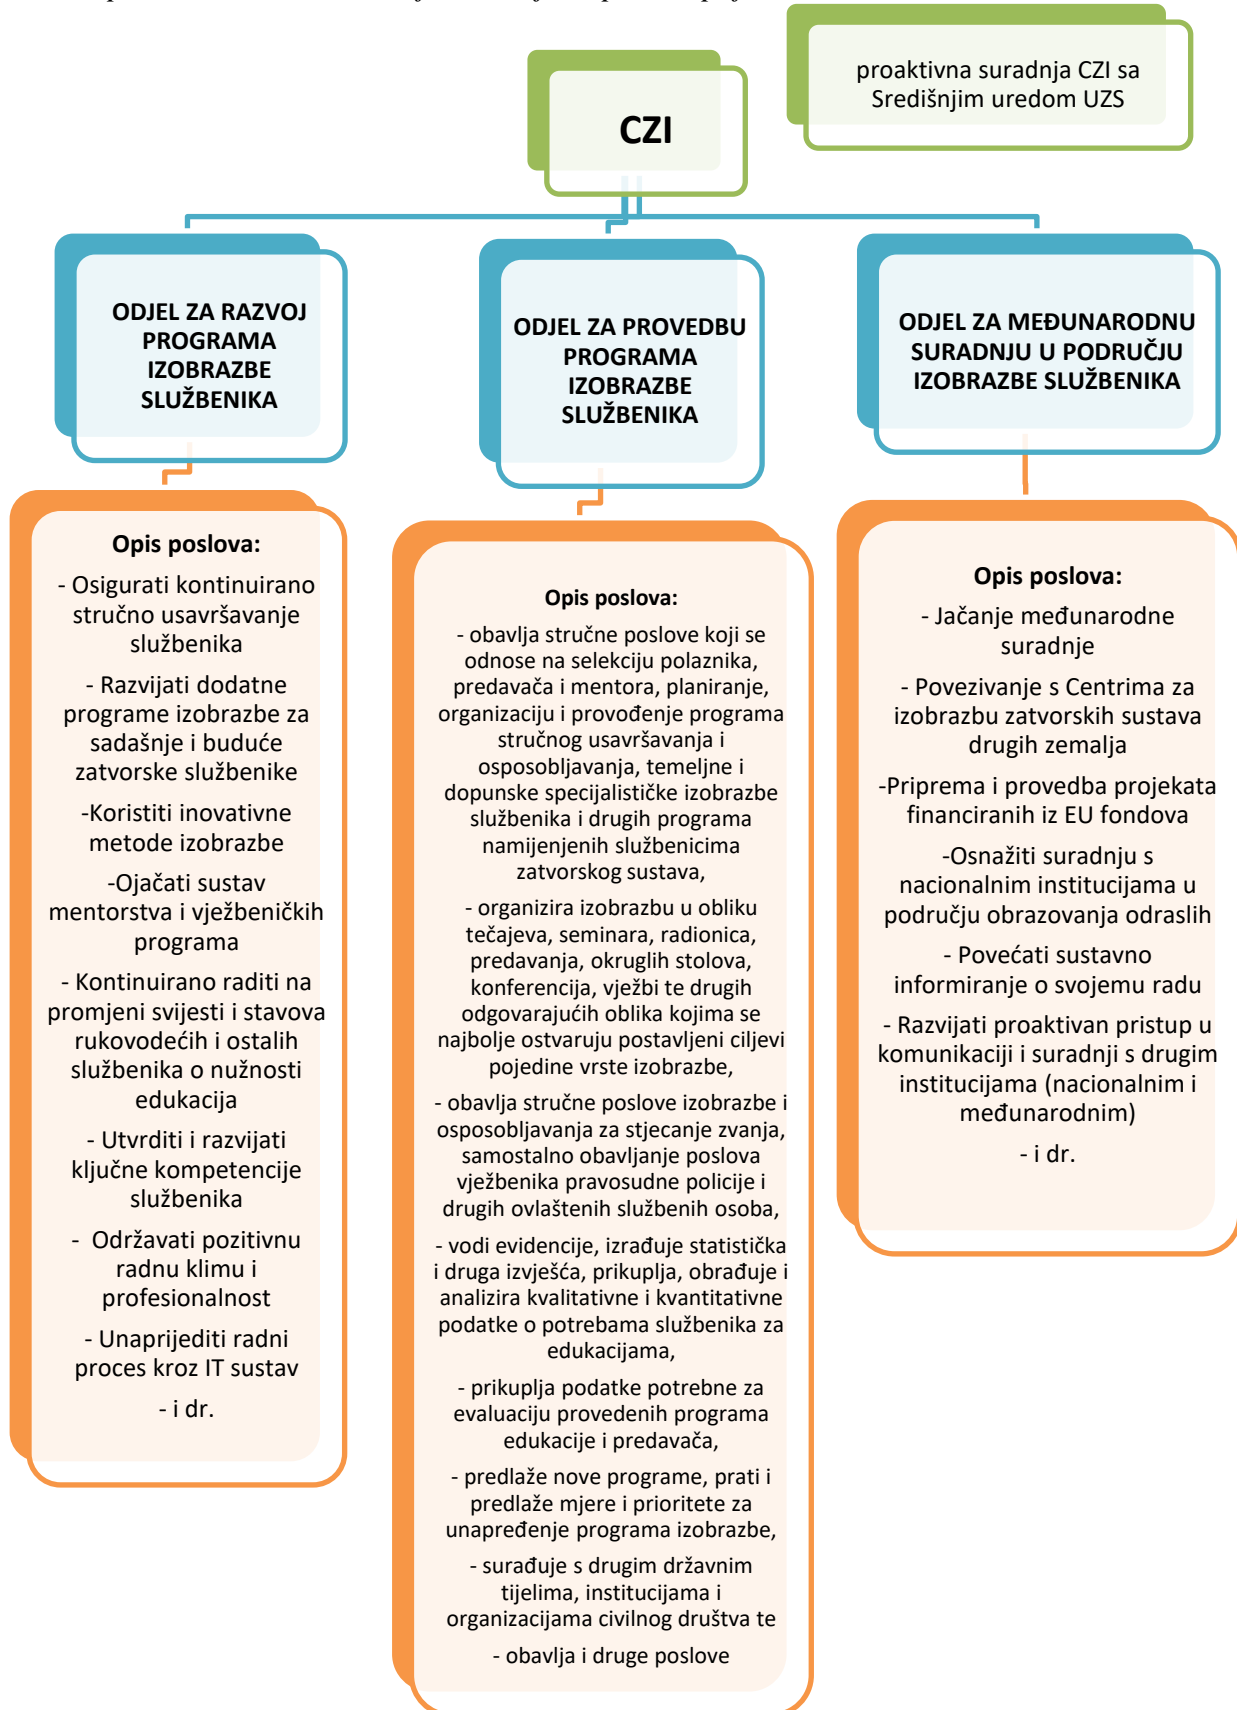 proaktivna suradnja CZI sa
Središnjim uredom UZS
CZI
ODJEL ZA RAZVOJ
PROGRAMA
IZOBRAZBE
SLUŽBENIKA
ODJEL ZA PROVEDBU
PROGRAMA
IZOBRAZBE
SLUŽBENIKA
ODJEL ZA MEĐUNARODNU
SURADNJU U PODRUČJU
IZOBRAZBE SLUŽBENIKA
Opis poslova:
- Osigurati kontinuirano
stručno usavršavanje
službenika
- Razvijati dodatne
programe izobrazbe za
sadašnje i buduće
zatvorske službenike
-Koristiti inovativne
metode izobrazbe
-Ojačati sustav
mentorstva i vježbeničkih
programa
- Kontinuirano raditi na
promjeni svijesti i stavova
rukovodećih i ostalih
službenika o nužnosti
edukacija
- Utvrditi i razvijati
ključne kompetencije
službenika
- Održavati pozitivnu
radnu klimu i
profesionalnost
- Unaprijediti radni
proces kroz IT sustav
- i dr.
Opis poslova:
- obavlja stručne poslove koji se
odnose na selekciju polaznika,
predavača i mentora, planiranje,
organizaciju i provođenje programa
stručnog usavršavanja i
osposobljavanja, temeljne i
dopunske specijalističke izobrazbe
službenika i drugih programa
namijenjenih službenicima
zatvorskog sustava,
- organizira izobrazbu u obliku
tečajeva, seminara, radionica,
predavanja, okruglih stolova,
konferencija, vježbi te drugih
odgovarajućih oblika kojima se
najbolje ostvaruju postavljeni ciljevi
pojedine vrste izobrazbe,
- obavlja stručne poslove izobrazbe i
osposobljavanja za stjecanje zvanja,
samostalno obavljanje poslova
vježbenika pravosudne policije i
drugih ovlaštenih službenih osoba,
- vodi evidencije, izrađuje statistička
i druga izvješća, prikuplja, obrađuje i
analizira kvalitativne i kvantitativne
podatke o potrebama službenika za
edukacijama,
- prikuplja podatke potrebne za
evaluaciju provedenih programa
edukacije i predavača,
- predlaže nove programe, prati i
predlaže mjere i prioritete za
unapređenje programa izobrazbe,
- surađuje s drugim državnim
tijelima, institucijama i
organizacijama civilnog društva te
- obavlja i druge poslove
Opis poslova:
- Jačanje međunarodne
suradnje
- Povezivanje s Centrima za
izobrazbu zatvorskih sustava
drugih zemalja
-Priprema i provedba projekata
financiranih iz EU fondova
-Osnažiti suradnju s
nacionalnim institucijama u
području obrazovanja odraslih
- Povećati sustavno
informiranje o svojemu radu
- Razvijati proaktivan pristup u
komunikaciji i suradnji s drugim
institucijama (nacionalnim i
međunarodnim)
- i dr.